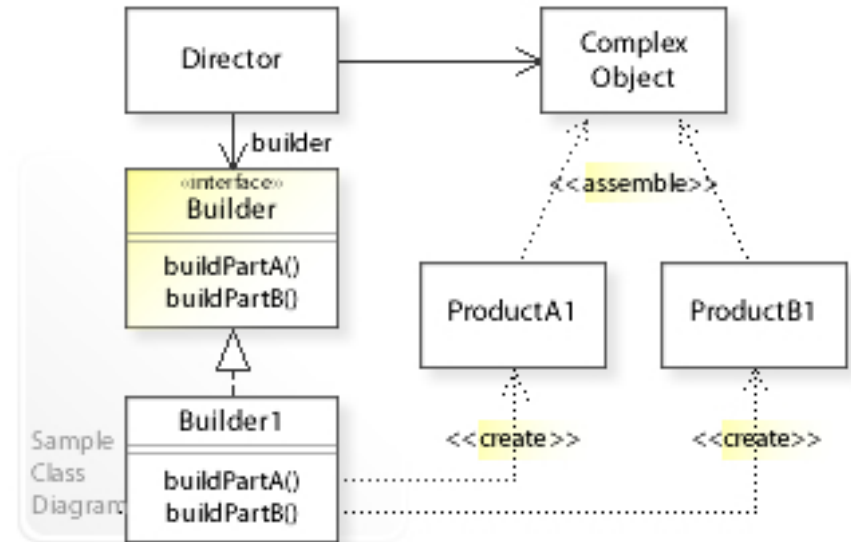 Director
Complex
Object
builder
«interface»
Builder
buildPartA()
buildPartB()
<<assemble>>
ProductA1
ProductB1
Builder1
buildPartA()
buildPartB()
<<create>>
<<create>>
Sample
Class
Diagram